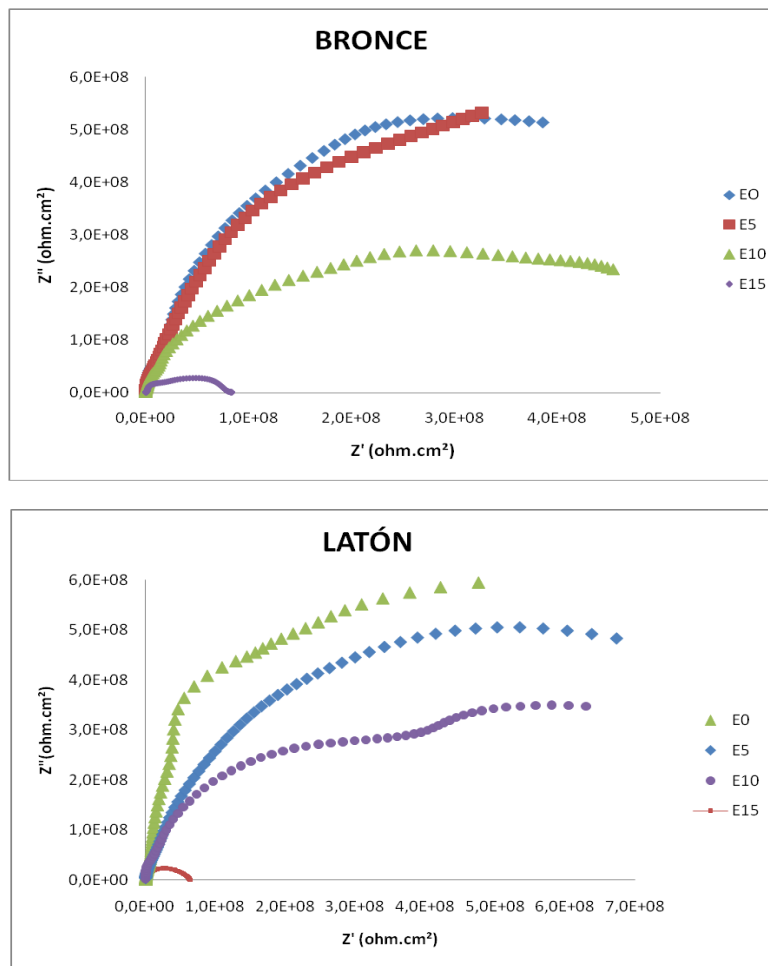 BRONCE
6,0E+08
5,0E+08
4,0E+08
3,0E+08
2,0E+08
1,0E+08
0,0E+00
Z'' (ohm.cm²)
0,0E+00 1,0E+08 2,0E+08 3,0E+08 4,0E+08 5,0E+08
Z' (ohm.cm²)
EO
E5
E10
E15
LATÓN
6,0E+08
5,0E+08
4,0E+08
3,0E+08
2,0E+08
1,0E+08
0,0E+00
Z''(ohm.cm²)
0,0E+00 1,0E+08 2,0E+08 3,0E+08 4,0E+08 5,0E+08 6,0E+08 7,0E+08
Z' (ohm.cm²)
E0
E5
E10
E15